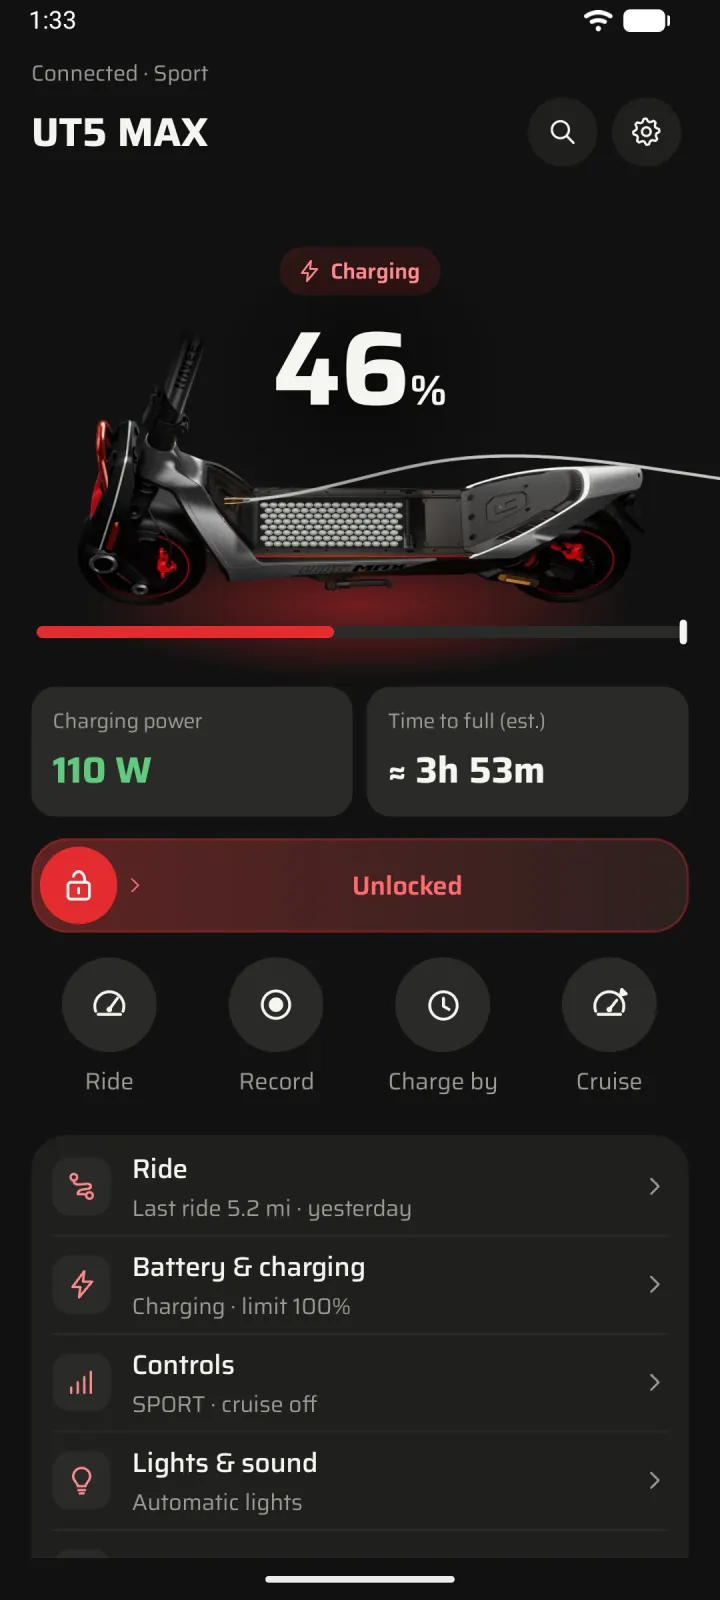 1:33
Connected · Sport
UT5 MAX
Charging
46%
Charging power
110 W
Time to full (est.)
≈ 3h 53m
Unlocked
Ride
Record
Charge by
Cruise
Ride
Last ride 5.2 mi · yesterday
Battery & charging
Charging · limit 100%
Controls
SPORT · cruise off
Lights & sound
Automatic lights